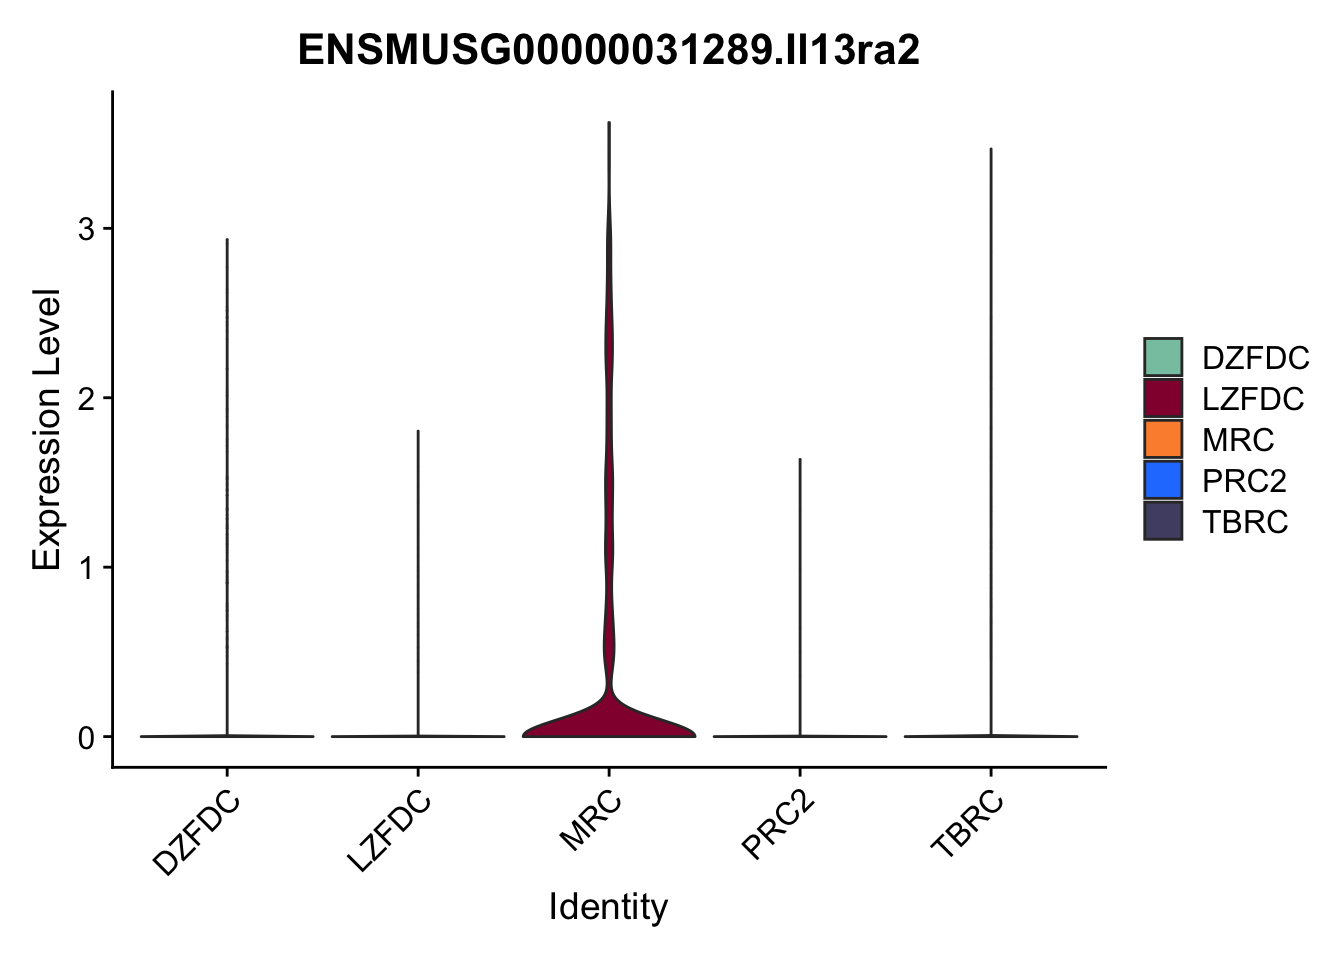 ENSMUSG00000031289.Il13ra2
Expression Level
3
2
1
0
DZFDC
LZFDC
MRC
PRC2
TBRC
Identity
DZFDC
LZFDC
MRC
PRC2
TBRC